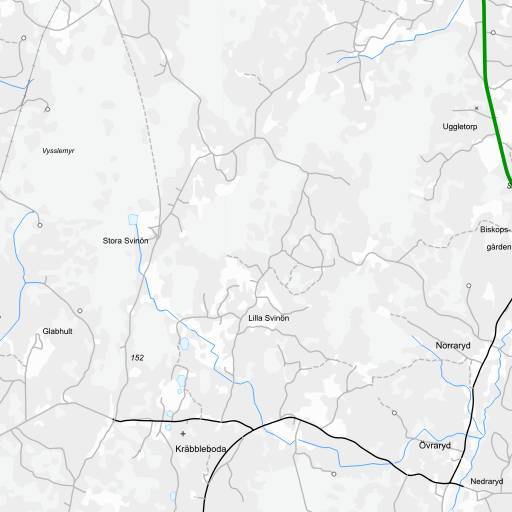 Uggletorp
Vysslemyr
S
Biskops-
gården
Stora Svinön
Lilla Svinön
Glabhult
Norraryd
152
Övraryd
Kräbbleboda
Nedraryd